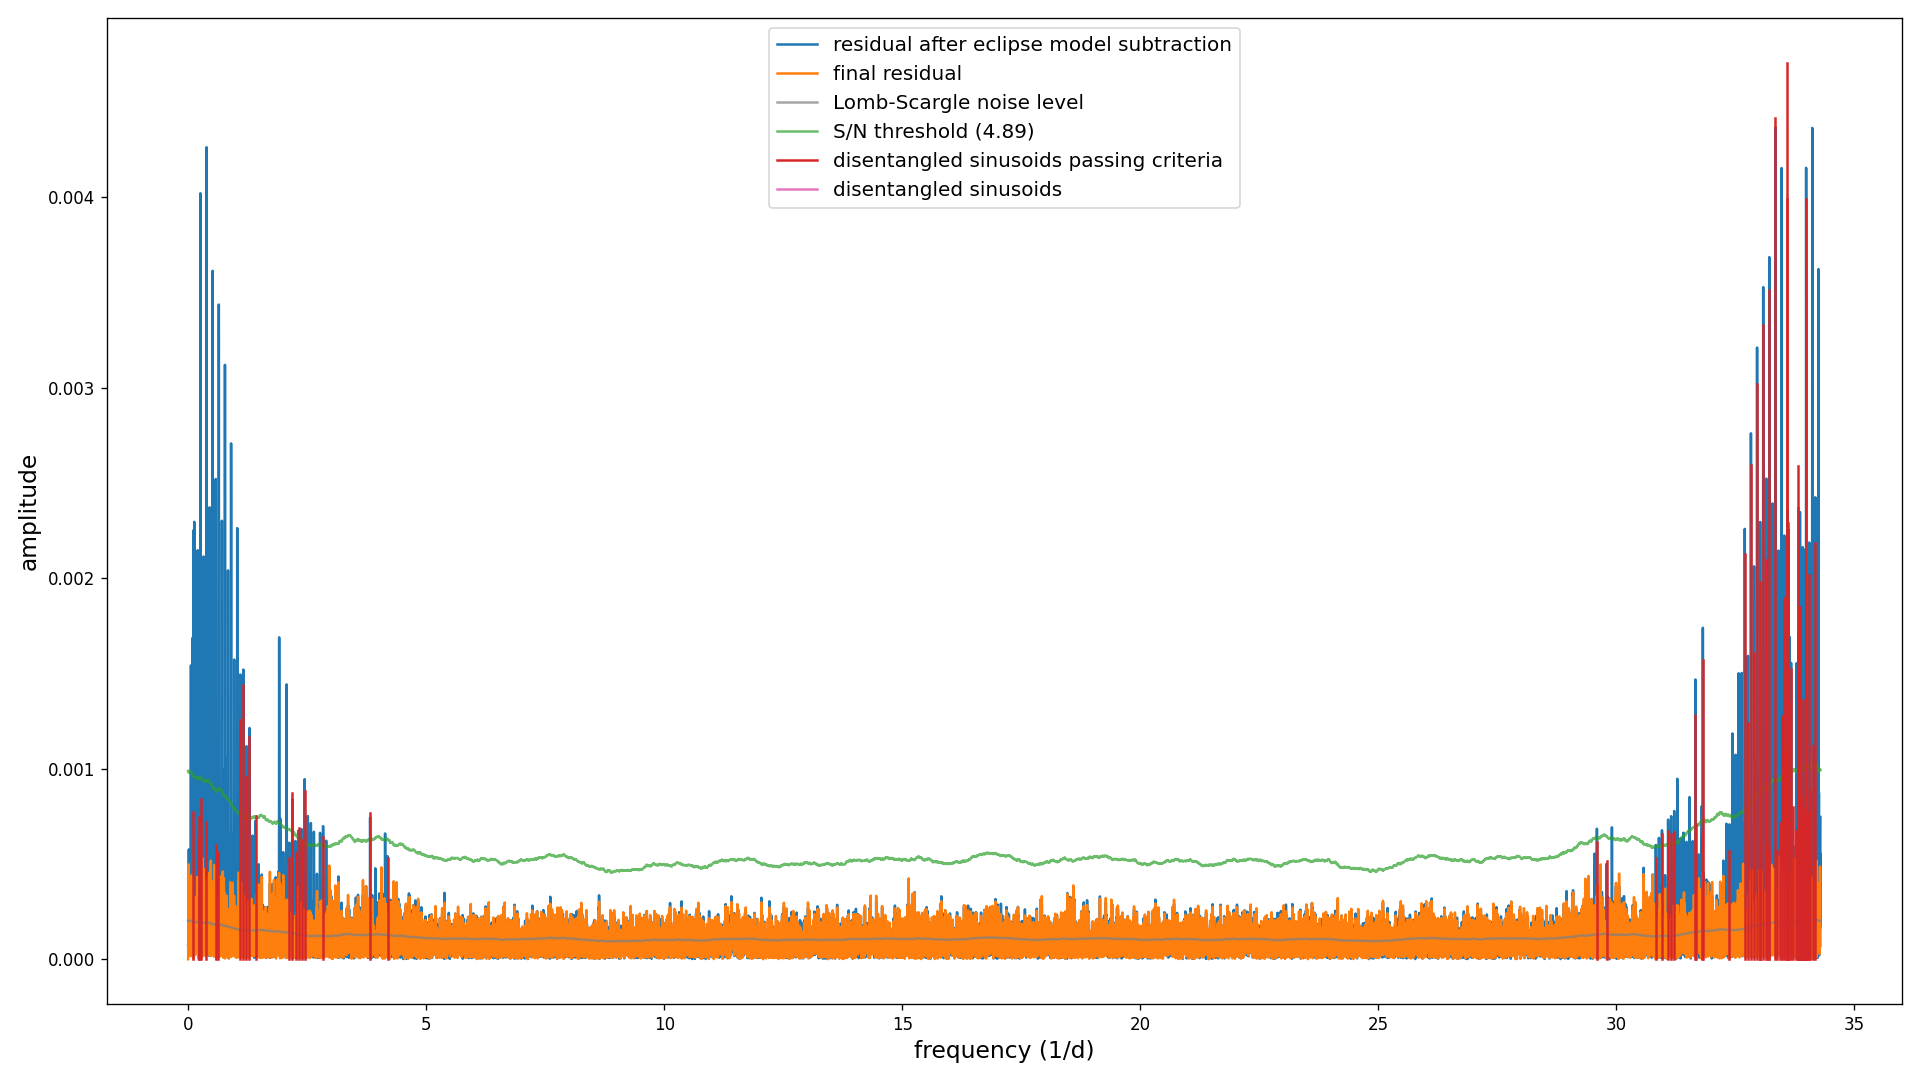 residual after eclipse model subtraction
final residual
Lomb-Scargle noise level
S/N threshold (4.89)
disentangled sinusoids passing criteria
disentangled sinusoids
amplitude
0.004
0.003
0.002
0.001
0.000
0 5 10 15 20 25 30 35
frequency (1/d)